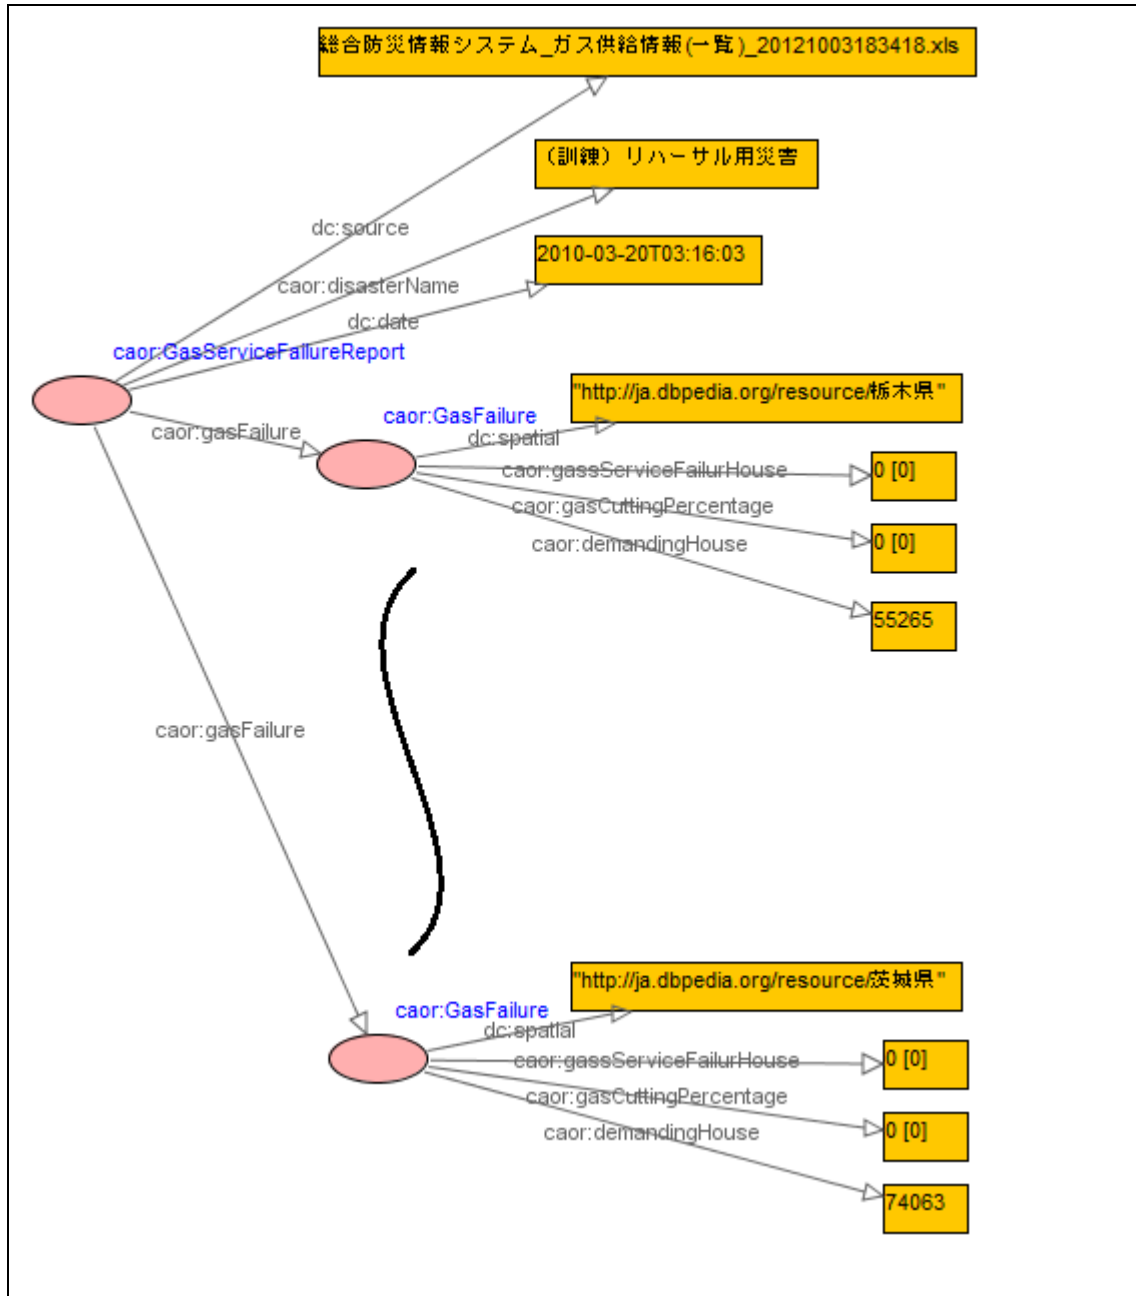 総合防災情報システム_ガス供給情報(一覧)_20121003183418.xls
（訓練）リハーサル用災害
dc:source
2010-03-20T03:16:03
caor:disasterName
dc:date
caor:GasServiceFailureReport
"http://ja.dbpedia.org/resource/栃木県"
caor:GasFailure
caor:gasFailure
dc:spatial
caor:gassServiceFailurHouse
0 [0]
caor:gasCuttingPercentage
0 [0]
caor:demandingHouse
55265
caor:gasFailure
"http://ja.dbpedia.org/resource/茨城県"
caor:GasFailure
dc:spatial
caor:gassServiceFailurHouse
0 [0]
caor:gasCuttingPercentage
0 [0]
caor:demandingHouse
74063